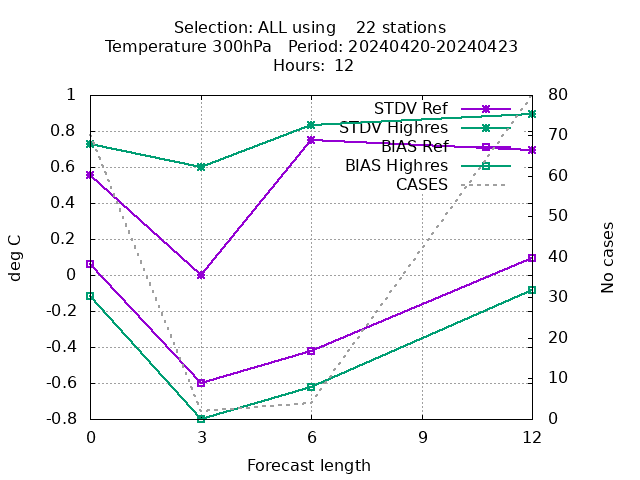 Selection: ALL using    22 stations
Temperature 300hPa   Period: 20240420-20240423
Hours:  12
1
0.8
0.6
0.4
0.2
0
-0.2
-0.4
-0.6
-0.8
deg C
STDV Ref
STDV Highres
BIAS Ref
BIAS Highres
CASES
80
70
60
50
40
30
20
10
0
No cases
0 3 6 9 12
Forecast length